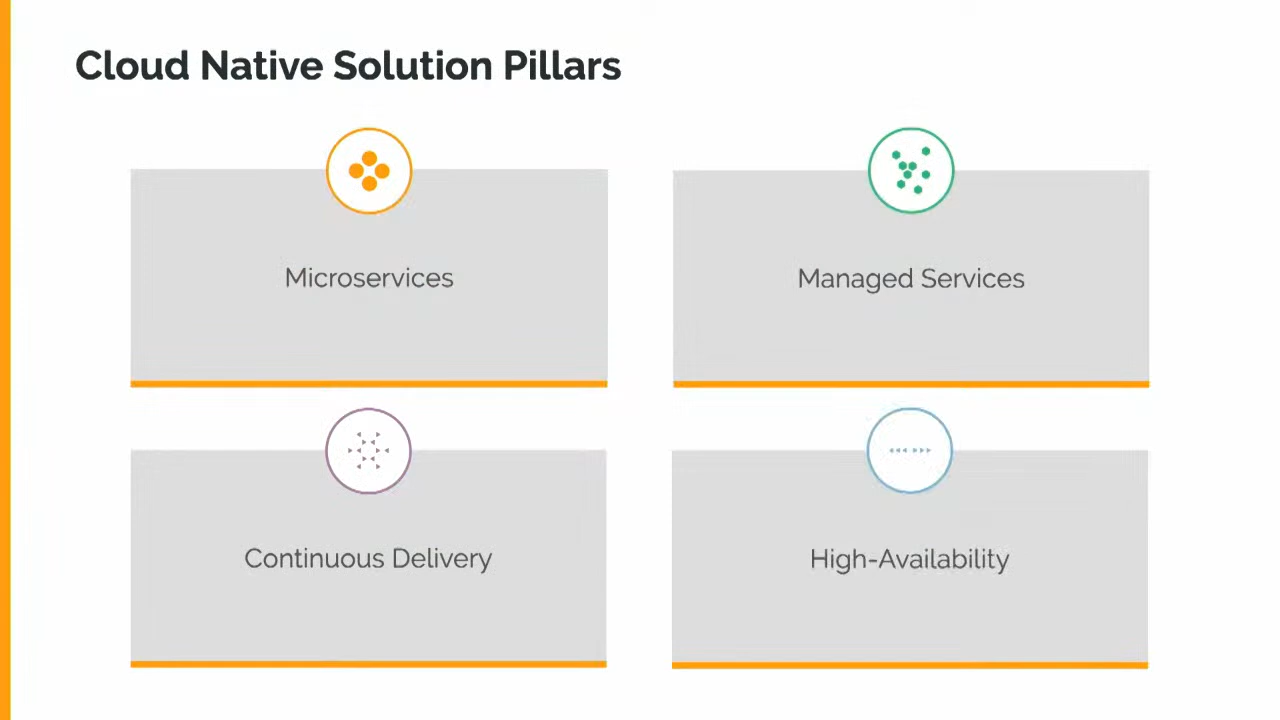 Cloud Native Solution Pillars
Microservices
Managed Services
Continuous Delivery
High-Availability